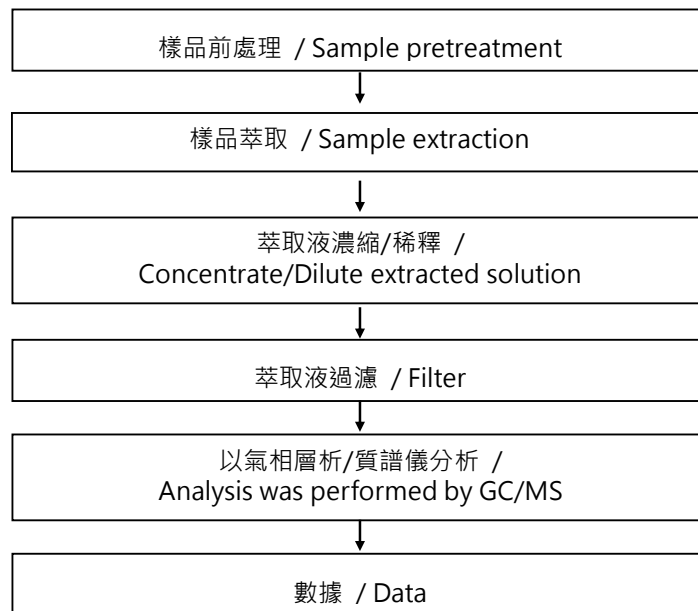 樣品前處理 / Sample pretreatment
樣品萃取 / Sample extraction
萃取液濃縮/稀釋 /
Concentrate/Dilute extracted solution
萃取液過濾 / Filter
以氣相層析/質譜儀分析 /
Analysis was performed by GC/MS
數據 / Data